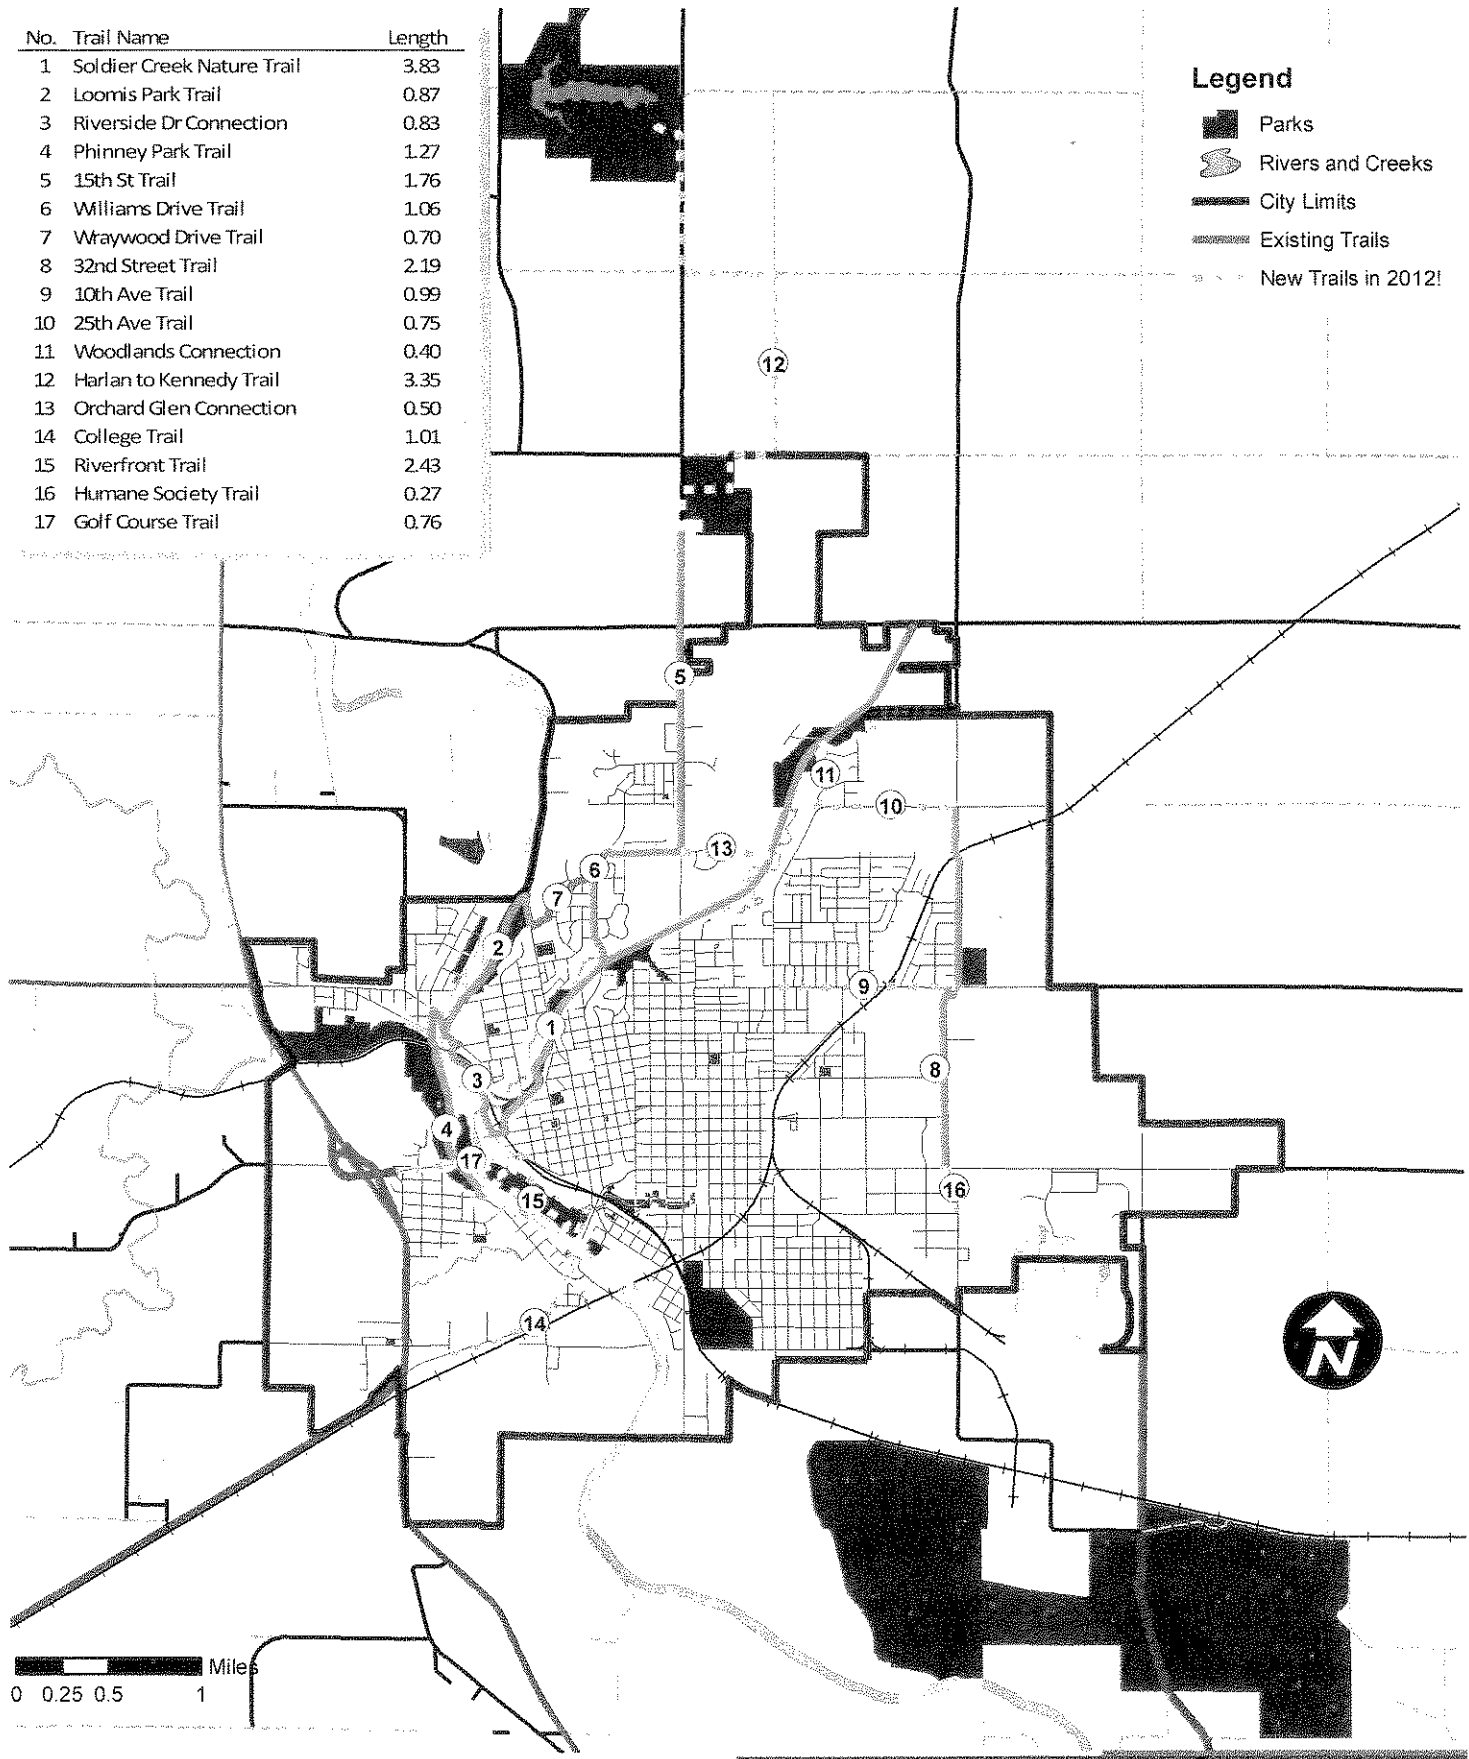 No. Trail Name Length
1 Soldier Creek Nature Trail 3.83
2 Loomis Park Trail 0.87
3 Riverside Dr Connection 0.83
4 Phinney Park Trail 1.27
5 15th St Trail 1.76
6 Williams Drive Trail 1.06
7 Wraywood Drive Trail 0.70
8 32nd Street Trail 2.19
9 10th Ave Trail 0.99
10 25th Ave Trail 0.75
11 Woodlands Connection 0.40
12 Harlan to Kennedy Trail 3.35
13 Orchard Glen Connection 0.50
14 College Trail 1.01
15 Riverfront Trail 2.43
16 Humane Society Trail 0.27
17 Golf Course Trail 0.76
Legend
Parks
Rivers and Creeks
City Limits
Existing Trails
New Trails in 2012!
12
5
11
10
13
6
7
2
9
1
8
3
4
17
16
15
14
N
Miles
0 0.25 0.5 1